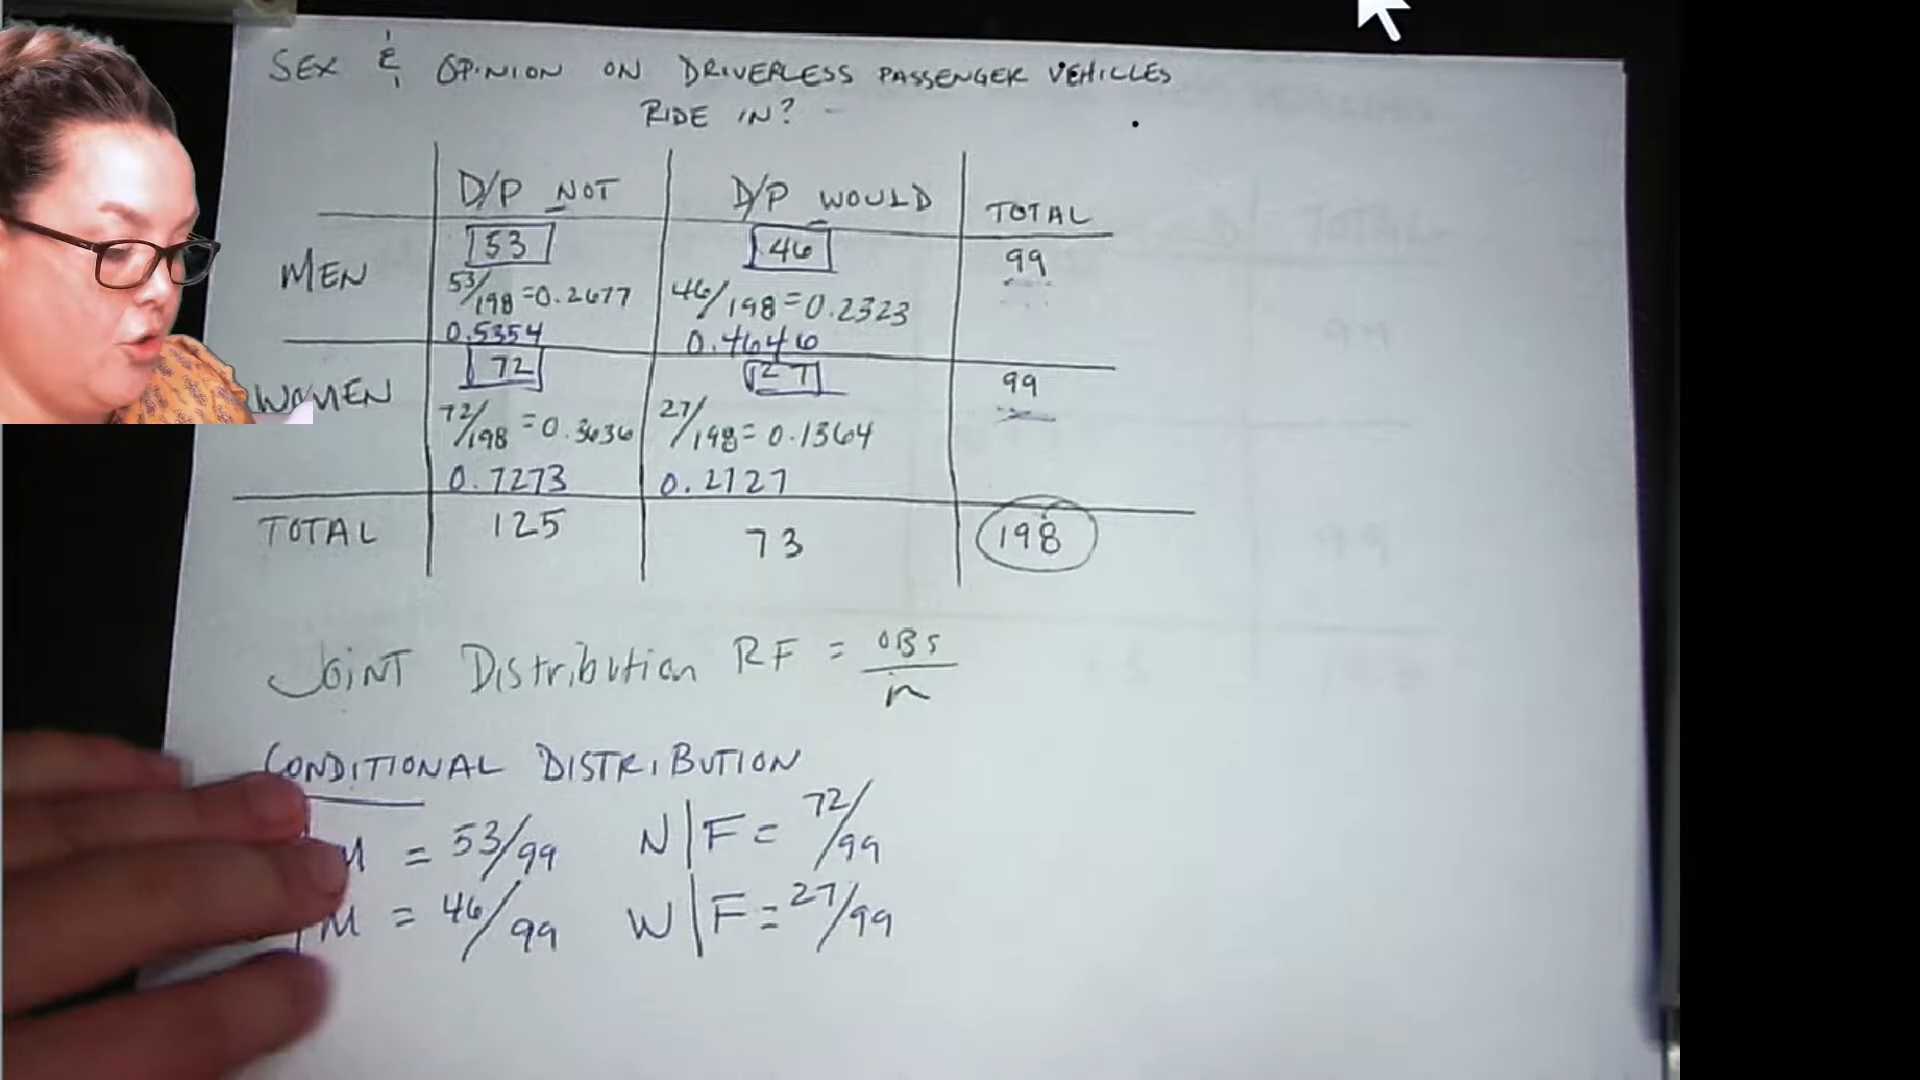 SEX & OPINION ON DRIVERLESS PASSENGER VEHICLES
RIDE IN?
D/P NOT D/P WOULD TOTAL
MEN 53 46 99
53/198 = 0.2677 46/198 = 0.2323
0.5354 0.4646
WOMEN 72 27 99
72/198 = 0.3636 27/198 = 0.1364
0.7273 0.2727
TOTAL 125 73 198
JOINT Distribution RF = OBS/n
CONDITIONAL DISTRIBUTION
M = 53/99 N|F = 72/99
M = 46/99 W|F = 27/99